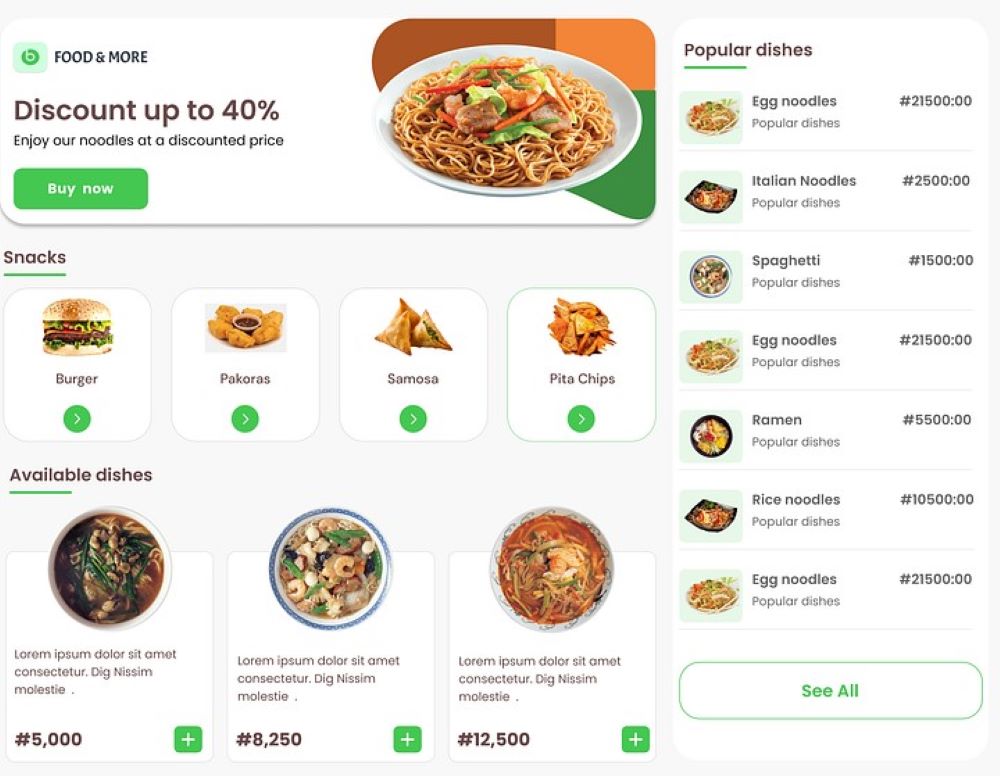 FOOD & MORE
Discount up to 40%
Enjoy our noodles at a discounted price
Buy now
Snacks
Burger
Pakoras
Samosa
Pita Chips
Available dishes
Lorem ipsum dolor sit amet
consectetur. Dig Nissim
molestie .
#5,000
Lorem ipsum dolor sit amet
consectetur. Dig Nissim
molestie .
#8,250
Lorem ipsum dolor sit amet
consectetur. Dig Nissim
molestie .
#12,500
Popular dishes
Egg noodles #21500:00
Popular dishes
Italian Noodles #2500:00
Popular dishes
Spaghetti #1500:00
Popular dishes
Egg noodles #21500:00
Popular dishes
Ramen #5500:00
Popular dishes
Rice noodles #10500:00
Popular dishes
Egg noodles #21500:00
Popular dishes
See All